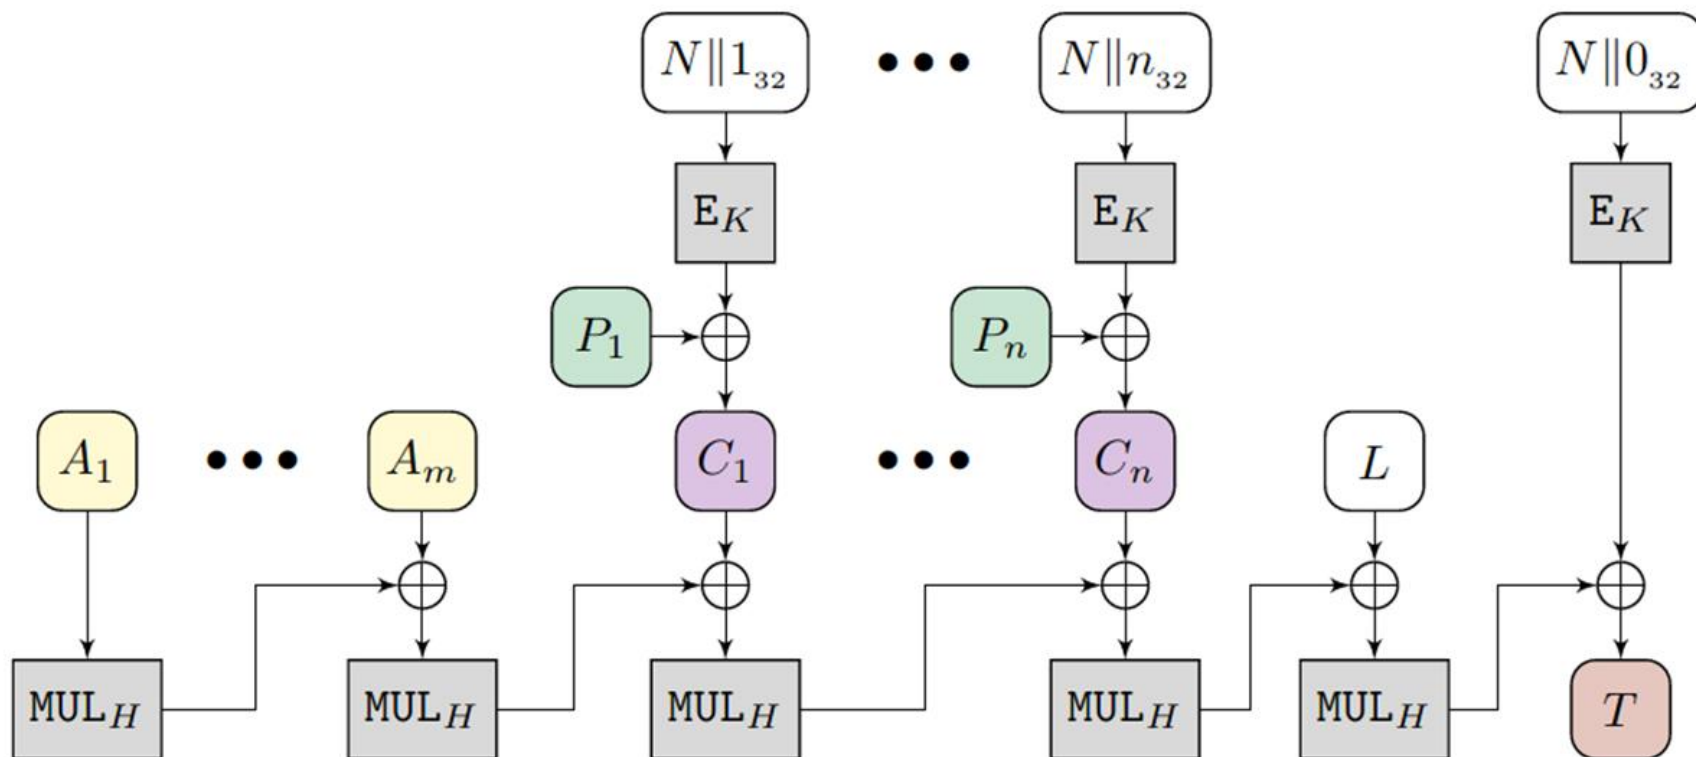 N∥1₃₂ ••• N∥n₃₂ N∥0₃₂
E_K E_K E_K
P₁ Pₙ
A₁ ••• Aₘ C₁ ••• Cₙ L
MUL_H MUL_H MUL_H MUL_H MUL_H T